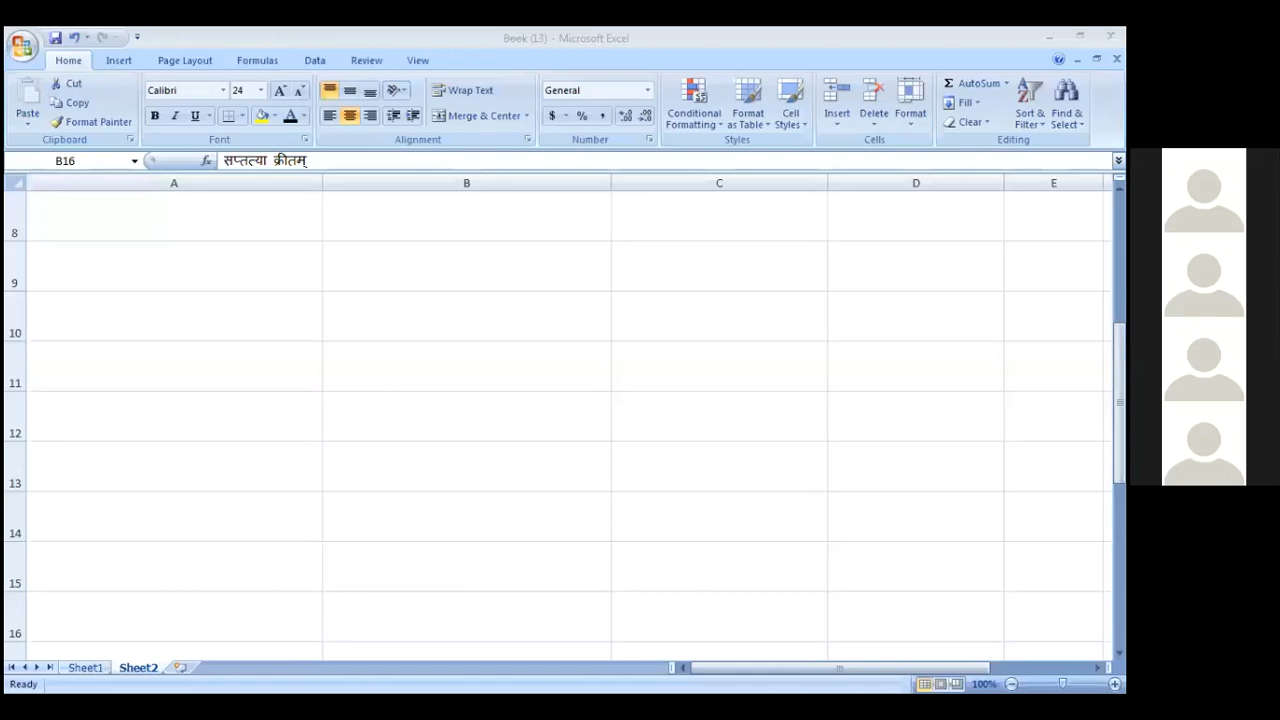 Beek (13) - Microsoft Excel
Home Insert Page Layout Formulas Data Review View
Paste Cut Copy Format Painter Clipboard
Calibri 24 B I U A Font
Wrap Text Merge & Center Alignment
General $ % , Number
Conditional Formatting Format as Table Cell Styles Styles
Insert Delete Format Cells
Σ AutoSum Fill Clear Sort & Filter Find & Select Editing
B16 fx सप्तत्या क्रीतम्
A B C D E
8
9
10
11
12
13
14
15
16
Sheet1 Sheet2
Ready 100%